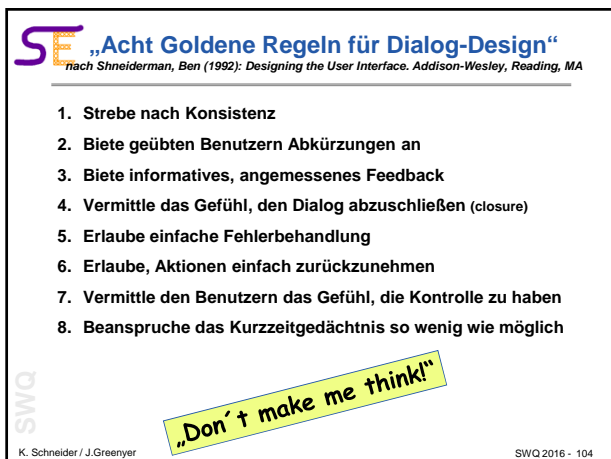 SE
„Acht Goldene Regeln für Dialog-Design“
nach Shneiderman, Ben (1992): Designing the User Interface. Addison-Wesley, Reading, MA
1. Strebe nach Konsistenz
2. Biete geübten Benutzern Abkürzungen an
3. Biete informatives, angemessenes Feedback
4. Vermittle das Gefühl, den Dialog abzuschließen (closure)
5. Erlaube einfache Fehlerbehandlung
6. Erlaube, Aktionen einfach zurückzunehmen
7. Vermittle den Benutzern das Gefühl, die Kontrolle zu haben
8. Beanspruche das Kurzzeitgedächtnis so wenig wie möglich
„Don´t make me think!“
SWQ
K. Schneider / J.Greenyer
SWQ 2016 - 104